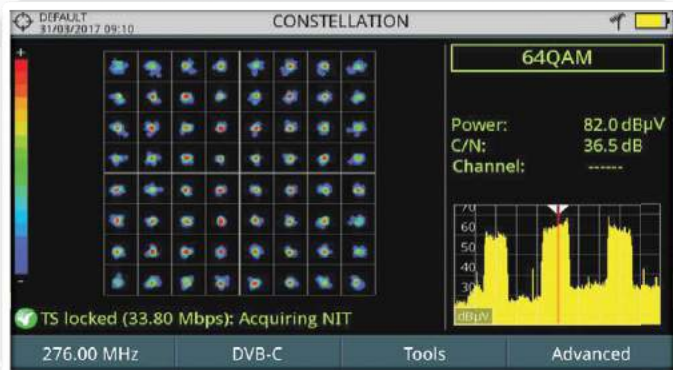 DEFAULT
31/03/2017 09:10
CONSTELLATION
+
64QAM
Power: 82.0 dBµV
C/N: 36.5 dB
Channel: ------
70
60
50
40
30
dBµV
-
TS locked (33.80 Mbps): Acquiring NIT
276.00 MHz
DVB-C
Tools
Advanced